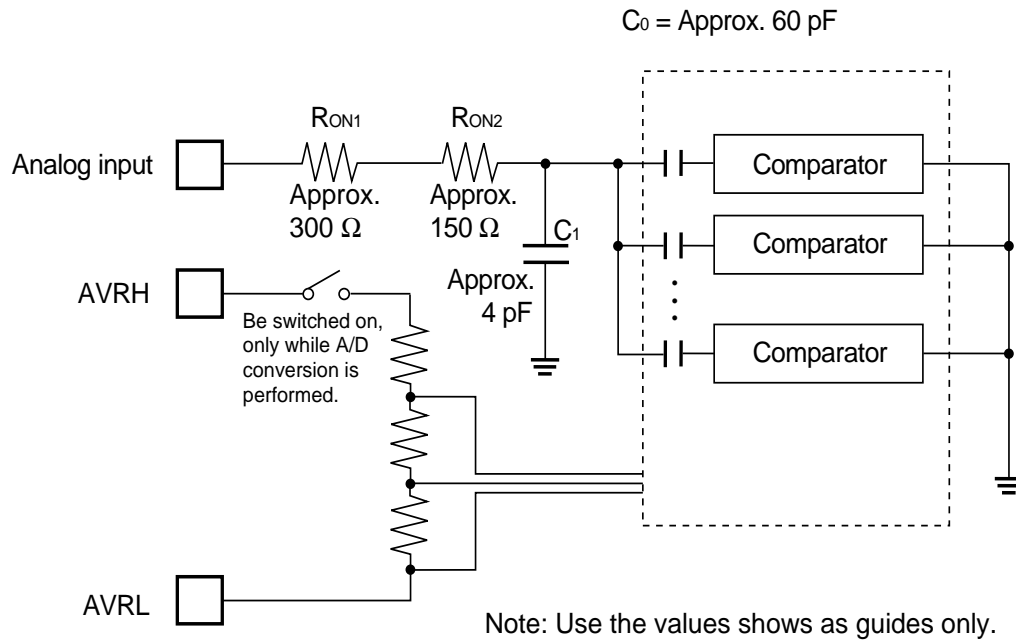 C0 = Approx. 60 pF
RON1
RON2
Analog input
Comparator
Approx.
300 Ω
Approx.
150 Ω
C1
Comparator
Approx.
4 pF
AVRH
Be switched on,
only while A/D
conversion is
performed.
Comparator
AVRL
Note: Use the values shows as guides only.